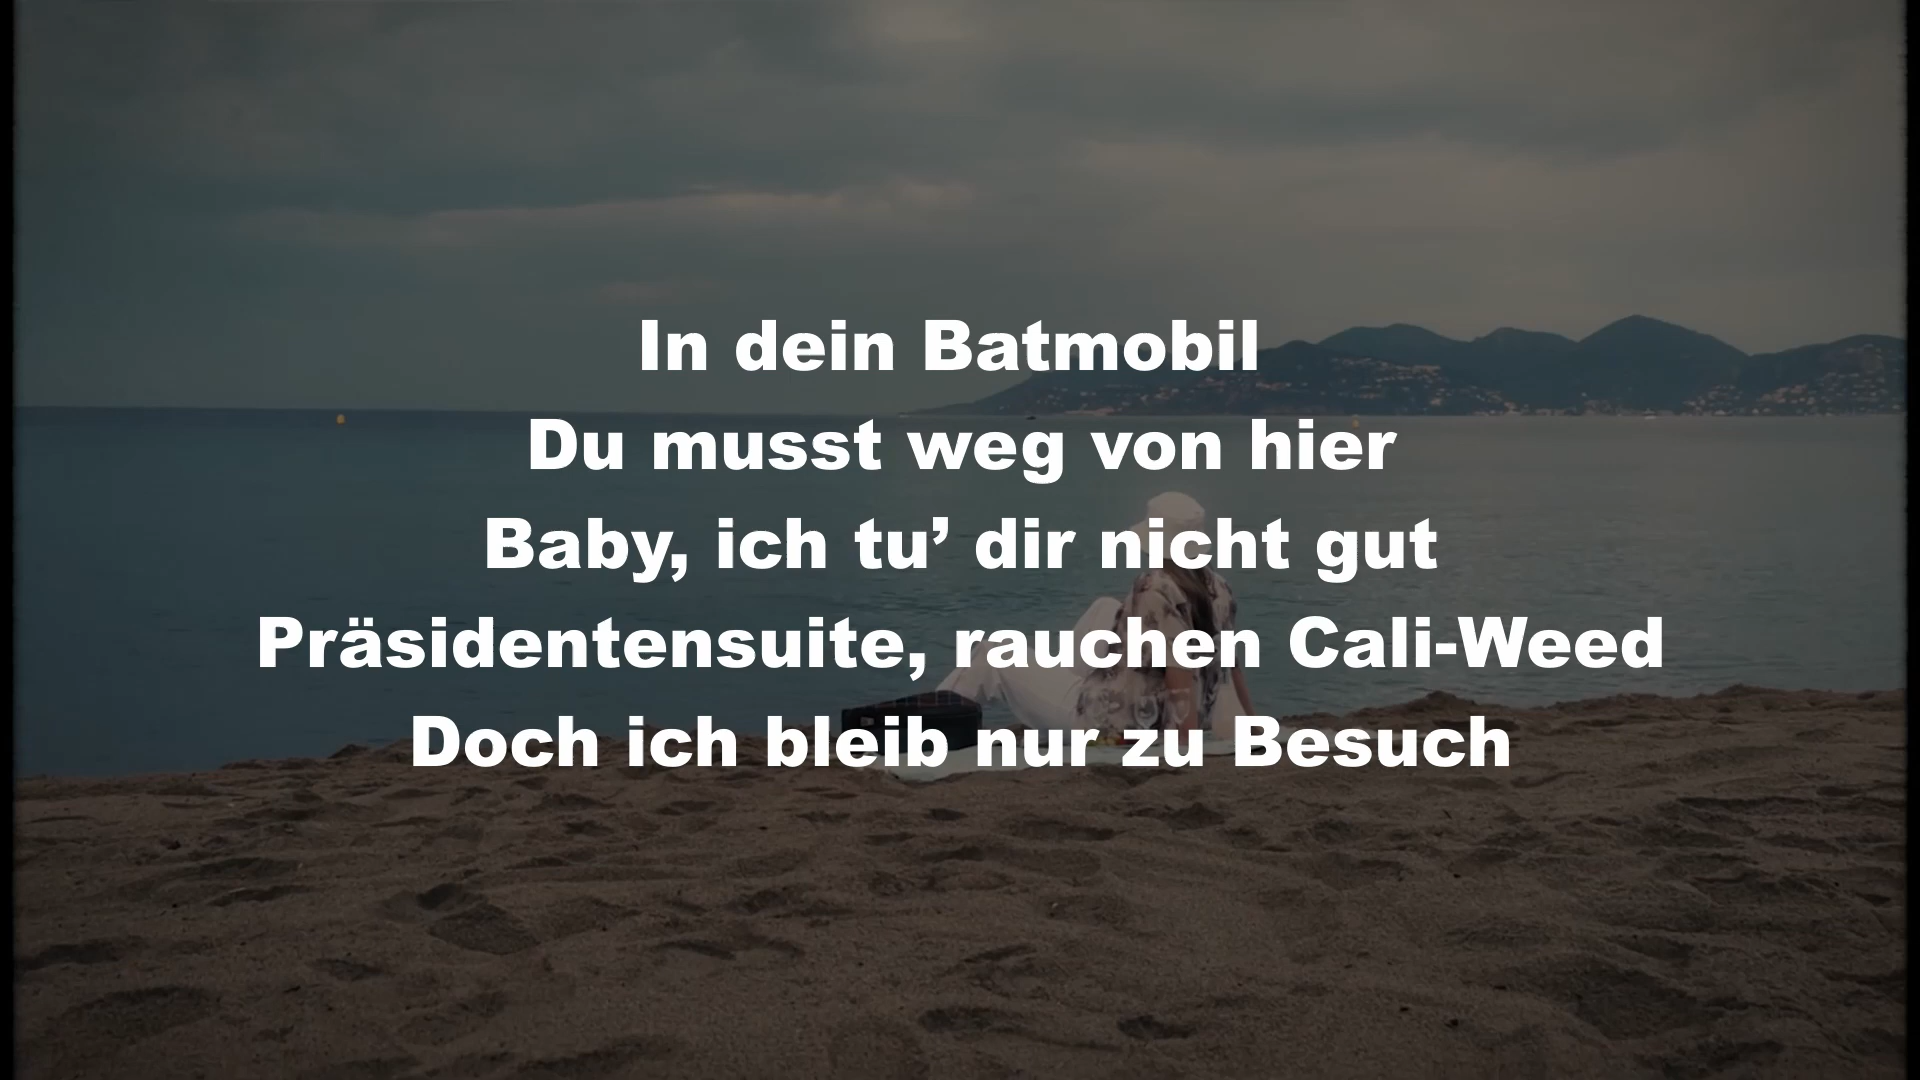 In dein Batmobil
Du musst weg von hier
Baby, ich tu’ dir nicht gut
Präsidentensuite, rauchen Cali-Weed
Doch ich bleib nur zu Besuch